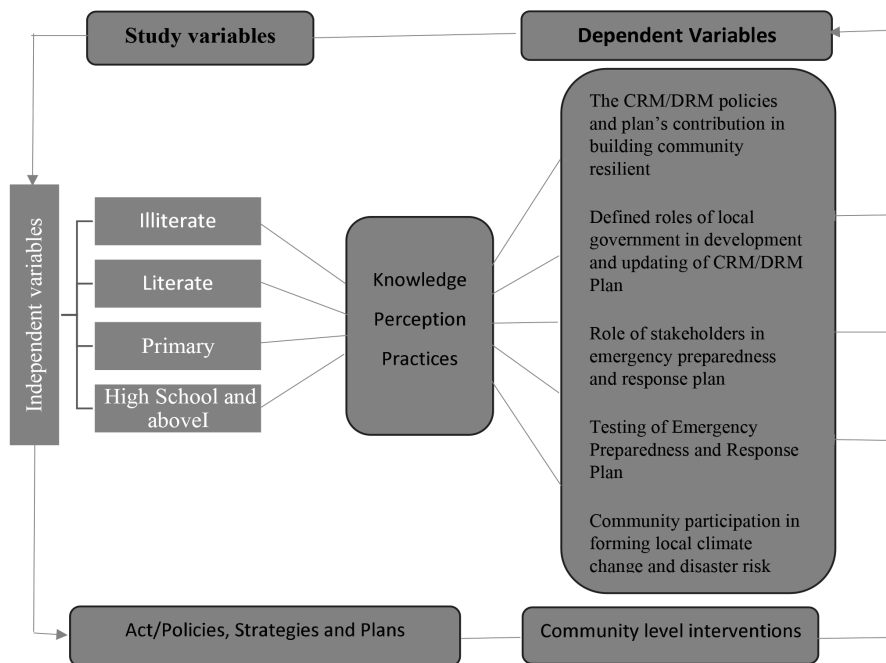 Study variables
Dependent Variables
Independent variables
Illiterate
Literate
Primary
High School and
aboveI
Knowledge
Perception
Practices
The CRM/DRM policies
and plan’s contribution in
building community
resilient
Defined roles of local
government in development
and updating of CRM/DRM
Plan
Role of stakeholders in
emergency preparedness
and response plan
Testing of Emergency
Preparedness and Response
Plan
Community participation in
forming local climate
change and disaster risk
Act/Policies, Strategies and Plans
Community level interventions